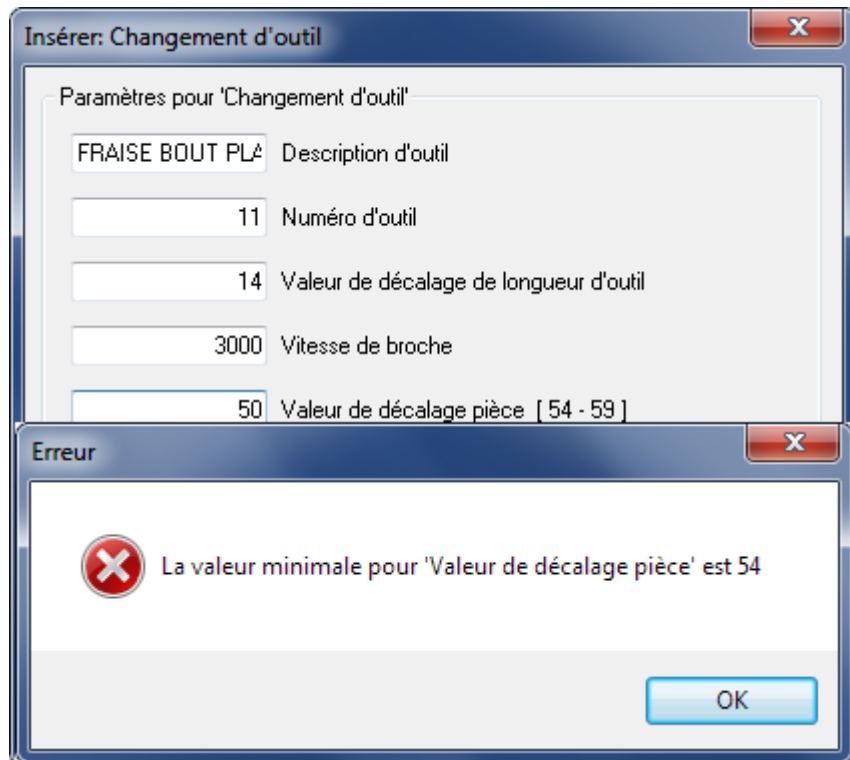 Insérer: Changement d'outil
Paramètres pour 'Changement d'outil'
FRAISE BOUT PLA Description d'outil
11 Numéro d'outil
14 Valeur de décalage de longueur d'outil
3000 Vitesse de broche
50 Valeur de décalage pièce [ 54 - 59 ]
Erreur
La valeur minimale pour 'Valeur de décalage pièce' est 54
OK